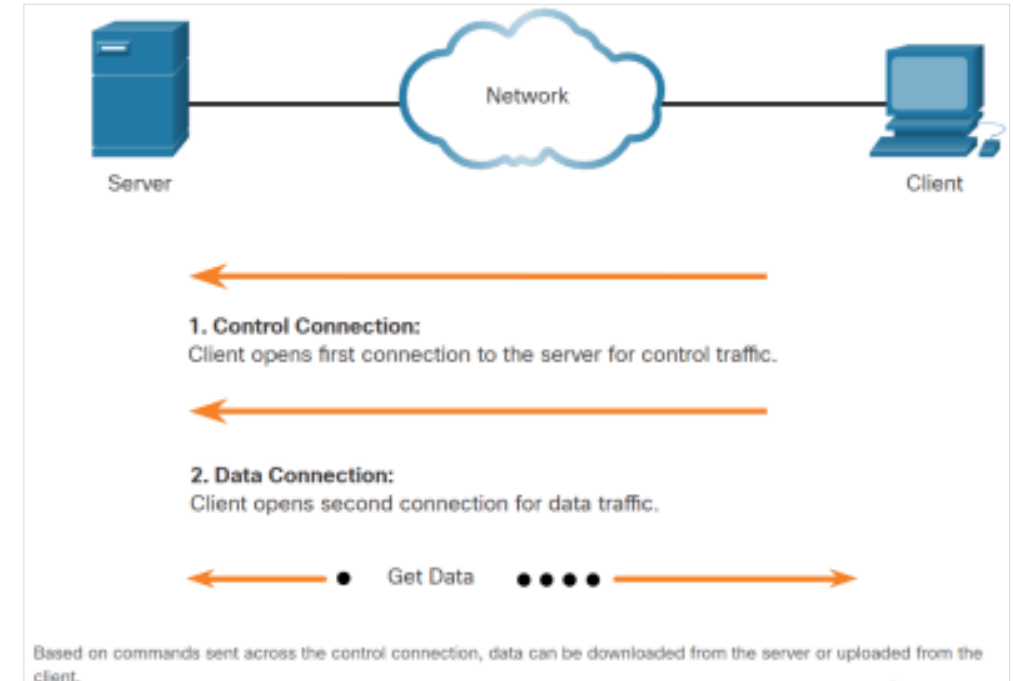 Network
Server
Client
1. Control Connection:
Client opens first connection to the server for control traffic.
2. Data Connection:
Client opens second connection for data traffic.
Get Data
Based on commands sent across the control connection, data can be downloaded from the server or uploaded from the
client.